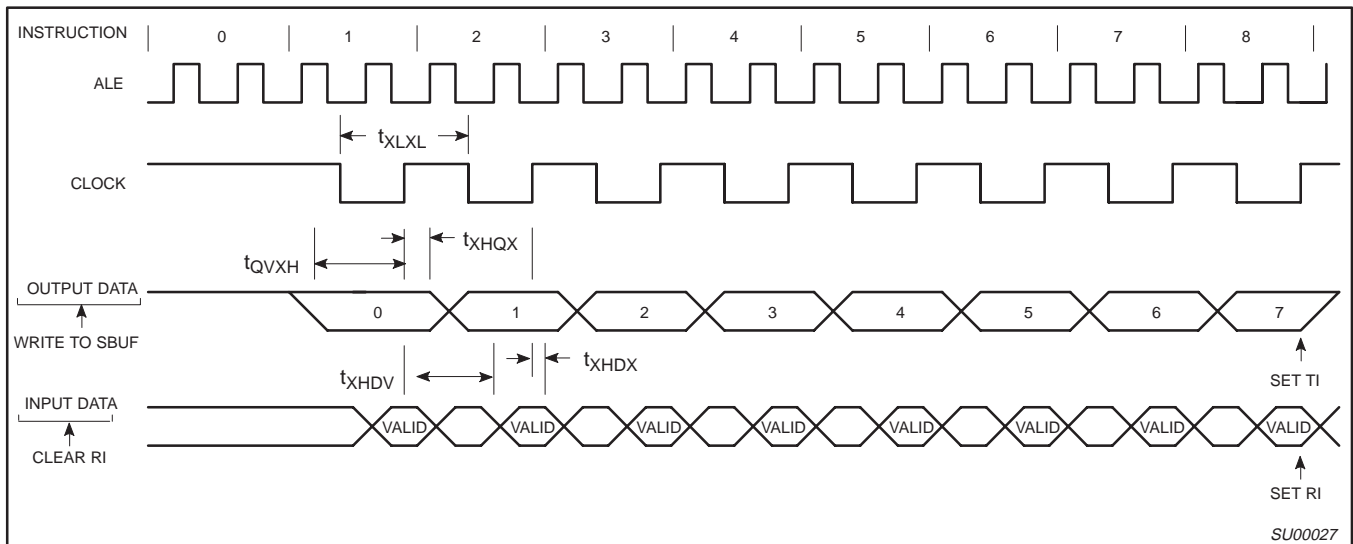 INSTRUCTION 0 1 2 3 4 5 6 7 8
ALE
tXLXL
CLOCK
tXHQX
tQVXH
OUTPUT DATA
0 1 2 3 4 5 6 7
WRITE TO SBUF
tXHDX
tXHDV
SET TI
INPUT DATA
VALID VALID VALID VALID VALID VALID VALID VALID
CLEAR RI
SET RI
SU00027